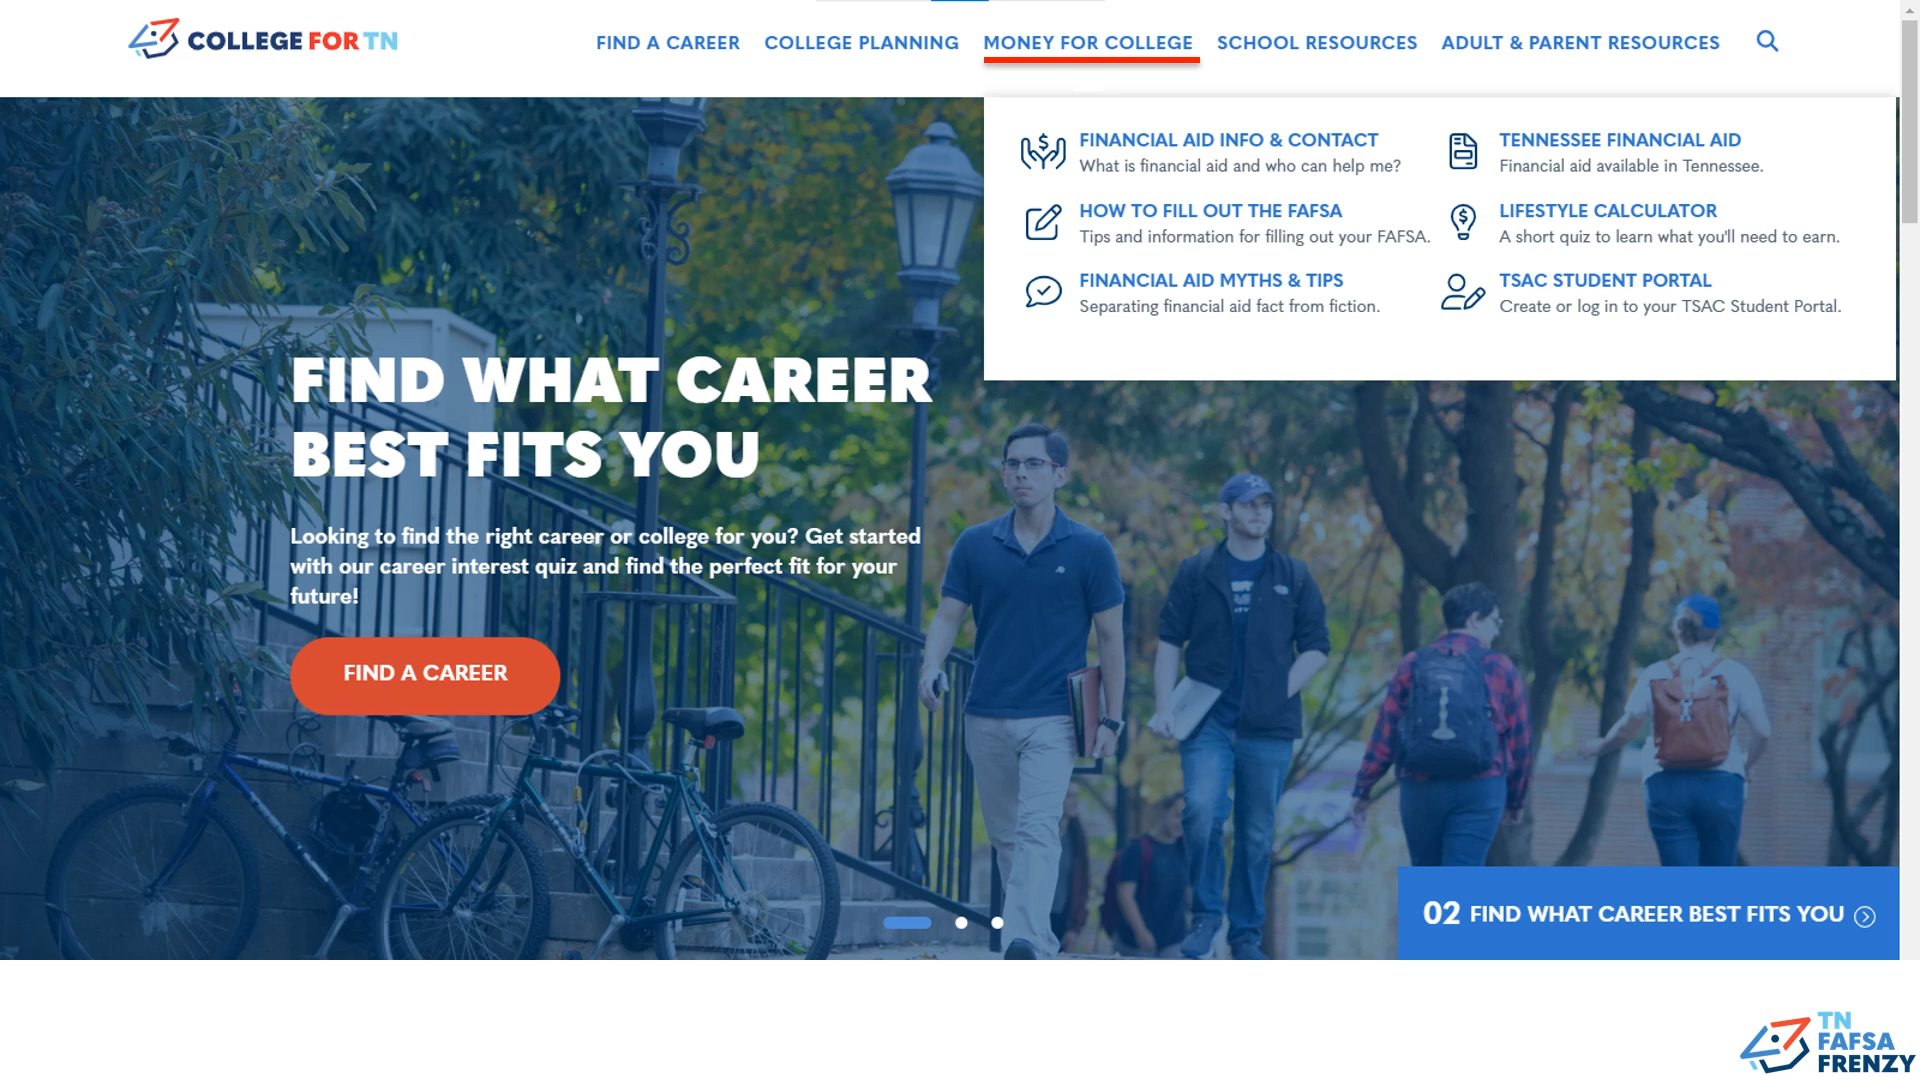 COLLEGE FOR TN
FIND A CAREER
COLLEGE PLANNING
MONEY FOR COLLEGE
SCHOOL RESOURCES
ADULT & PARENT RESOURCES
FINANCIAL AID INFO & CONTACT
What is financial aid and who can help me?
TENNESSEE FINANCIAL AID
Financial aid available in Tennessee.
HOW TO FILL OUT THE FAFSA
Tips and information for filling out your FAFSA.
LIFESTYLE CALCULATOR
A short quiz to learn what you'll need to earn.
FINANCIAL AID MYTHS & TIPS
Separating financial aid fact from fiction.
TSAC STUDENT PORTAL
Create or log in to your TSAC Student Portal.
FIND WHAT CAREER
BEST FITS YOU
Looking to find the right career or college for you? Get started
with our career interest quiz and find the perfect fit for your
future!
FIND A CAREER
02 FIND WHAT CAREER BEST FITS YOU
TN
FAFSA
FRENZY